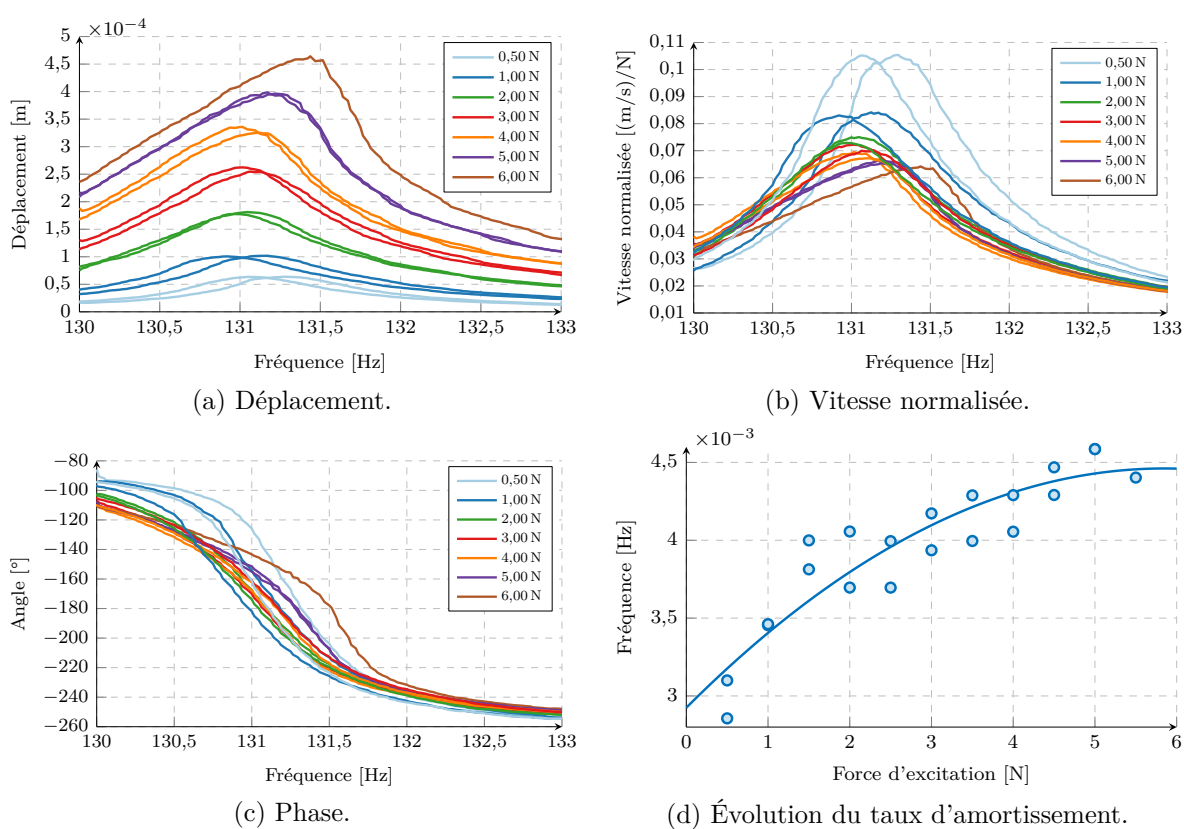 ×10⁻⁴
5
4,5
4
3,5
3
2,5
2
1,5
1
0,5
0
Déplacement [m]
130 130,5 131 131,5 132 132,5 133
Fréquence [Hz]
0,50 N
1,00 N
2,00 N
3,00 N
4,00 N
5,00 N
6,00 N
(a) Déplacement.
0,11
0,1
0,09
0,08
0,07
0,06
0,05
0,04
0,03
0,02
0,01
Vitesse normalisée [(m/s)/N]
130 130,5 131 131,5 132 132,5 133
Fréquence [Hz]
0,50 N
1,00 N
2,00 N
3,00 N
4,00 N
5,00 N
6,00 N
(b) Vitesse normalisée.
−80
−100
−120
−140
−160
−180
−200
−220
−240
−260
Angle [°]
130 130,5 131 131,5 132 132,5 133
Fréquence [Hz]
0,50 N
1,00 N
2,00 N
3,00 N
4,00 N
5,00 N
6,00 N
(c) Phase.
×10⁻³
4,5
4
3,5
3
Fréquence [Hz]
0 1 2 3 4 5 6
Force d'excitation [N]
(d) Évolution du taux d'amortissement.